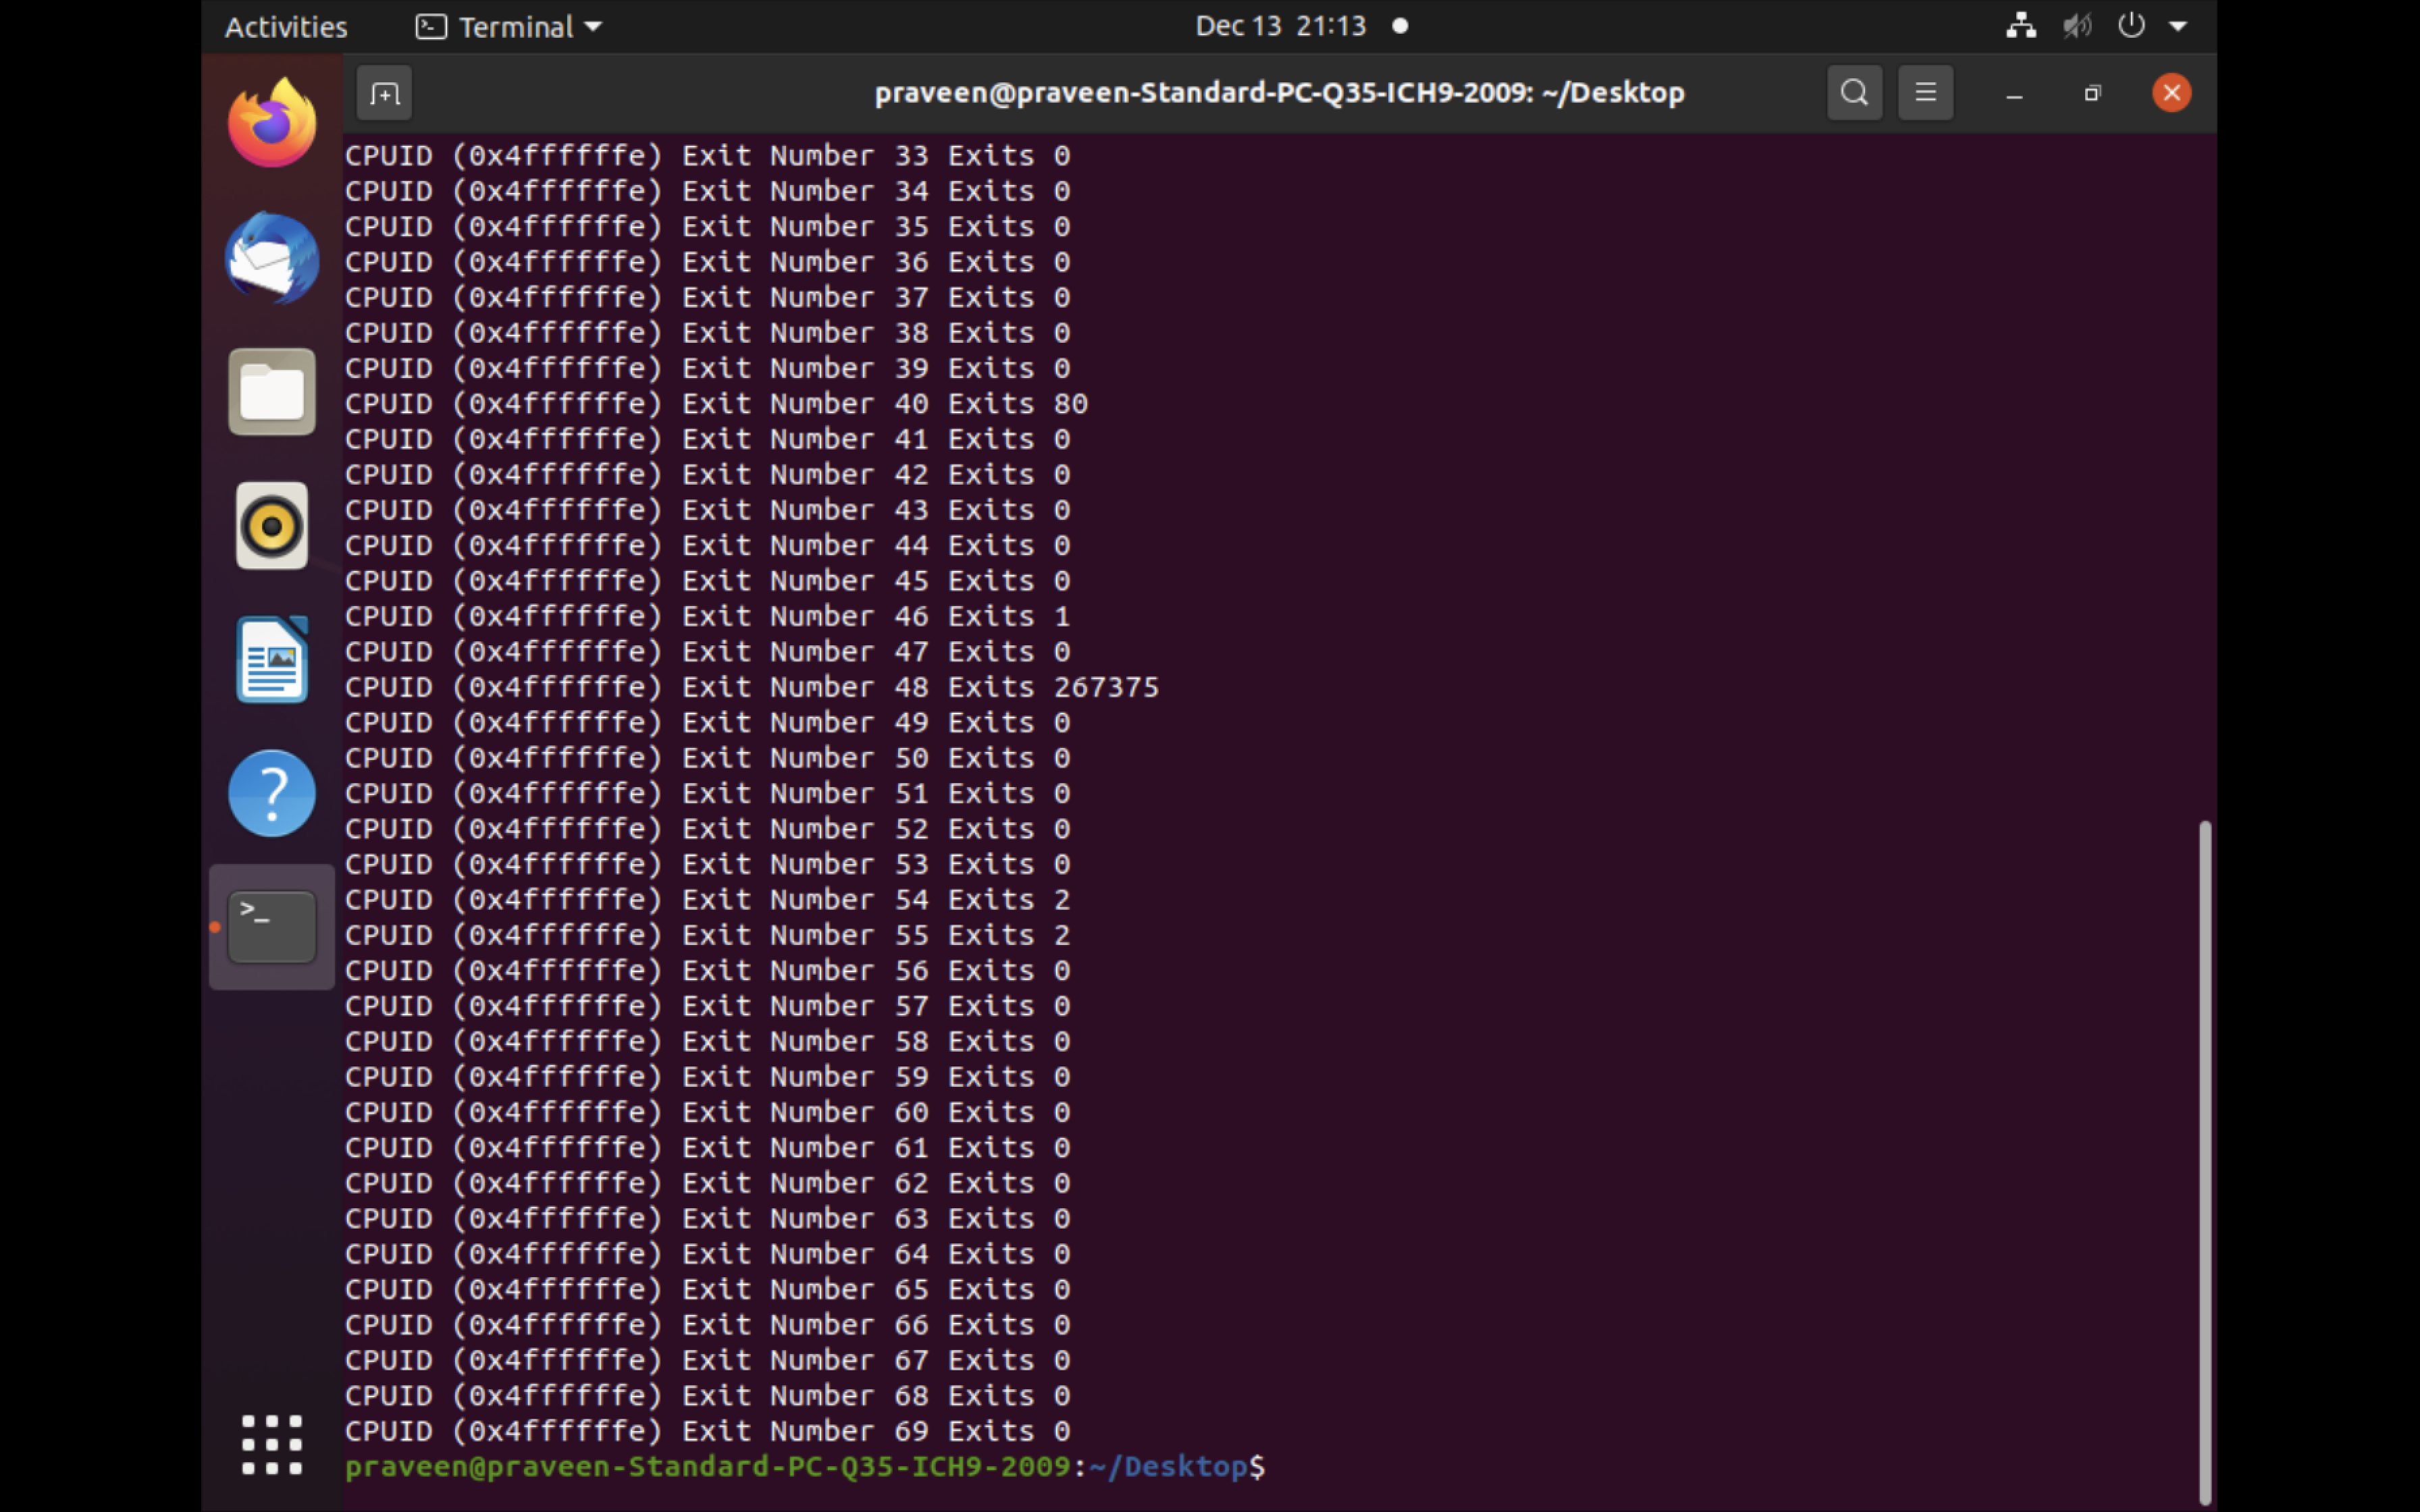 Activities Terminal Dec 13 21:13
praveen@praveen-Standard-PC-Q35-ICH9-2009: ~/Desktop
CPUID (0x4ffffffe) Exit Number 33 Exits 0
CPUID (0x4ffffffe) Exit Number 34 Exits 0
CPUID (0x4ffffffe) Exit Number 35 Exits 0
CPUID (0x4ffffffe) Exit Number 36 Exits 0
CPUID (0x4ffffffe) Exit Number 37 Exits 0
CPUID (0x4ffffffe) Exit Number 38 Exits 0
CPUID (0x4ffffffe) Exit Number 39 Exits 0
CPUID (0x4ffffffe) Exit Number 40 Exits 80
CPUID (0x4ffffffe) Exit Number 41 Exits 0
CPUID (0x4ffffffe) Exit Number 42 Exits 0
CPUID (0x4ffffffe) Exit Number 43 Exits 0
CPUID (0x4ffffffe) Exit Number 44 Exits 0
CPUID (0x4ffffffe) Exit Number 45 Exits 0
CPUID (0x4ffffffe) Exit Number 46 Exits 1
CPUID (0x4ffffffe) Exit Number 47 Exits 0
CPUID (0x4ffffffe) Exit Number 48 Exits 267375
CPUID (0x4ffffffe) Exit Number 49 Exits 0
CPUID (0x4ffffffe) Exit Number 50 Exits 0
CPUID (0x4ffffffe) Exit Number 51 Exits 0
CPUID (0x4ffffffe) Exit Number 52 Exits 0
CPUID (0x4ffffffe) Exit Number 53 Exits 0
CPUID (0x4ffffffe) Exit Number 54 Exits 2
CPUID (0x4ffffffe) Exit Number 55 Exits 2
CPUID (0x4ffffffe) Exit Number 56 Exits 0
CPUID (0x4ffffffe) Exit Number 57 Exits 0
CPUID (0x4ffffffe) Exit Number 58 Exits 0
CPUID (0x4ffffffe) Exit Number 59 Exits 0
CPUID (0x4ffffffe) Exit Number 60 Exits 0
CPUID (0x4ffffffe) Exit Number 61 Exits 0
CPUID (0x4ffffffe) Exit Number 62 Exits 0
CPUID (0x4ffffffe) Exit Number 63 Exits 0
CPUID (0x4ffffffe) Exit Number 64 Exits 0
CPUID (0x4ffffffe) Exit Number 65 Exits 0
CPUID (0x4ffffffe) Exit Number 66 Exits 0
CPUID (0x4ffffffe) Exit Number 67 Exits 0
CPUID (0x4ffffffe) Exit Number 68 Exits 0
CPUID (0x4ffffffe) Exit Number 69 Exits 0
praveen@praveen-Standard-PC-Q35-ICH9-2009:~/Desktop$